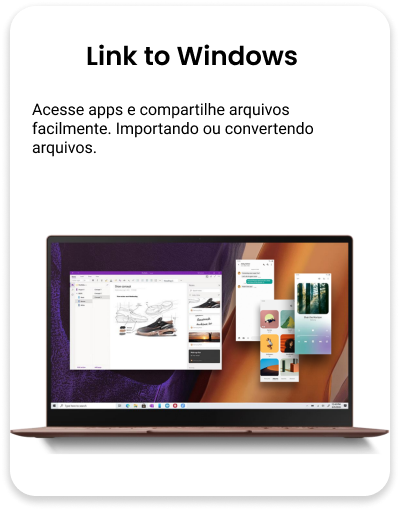 Link to Windows
Acesse apps e compartilhe arquivos
facilmente. Importando ou convertendo
arquivos.